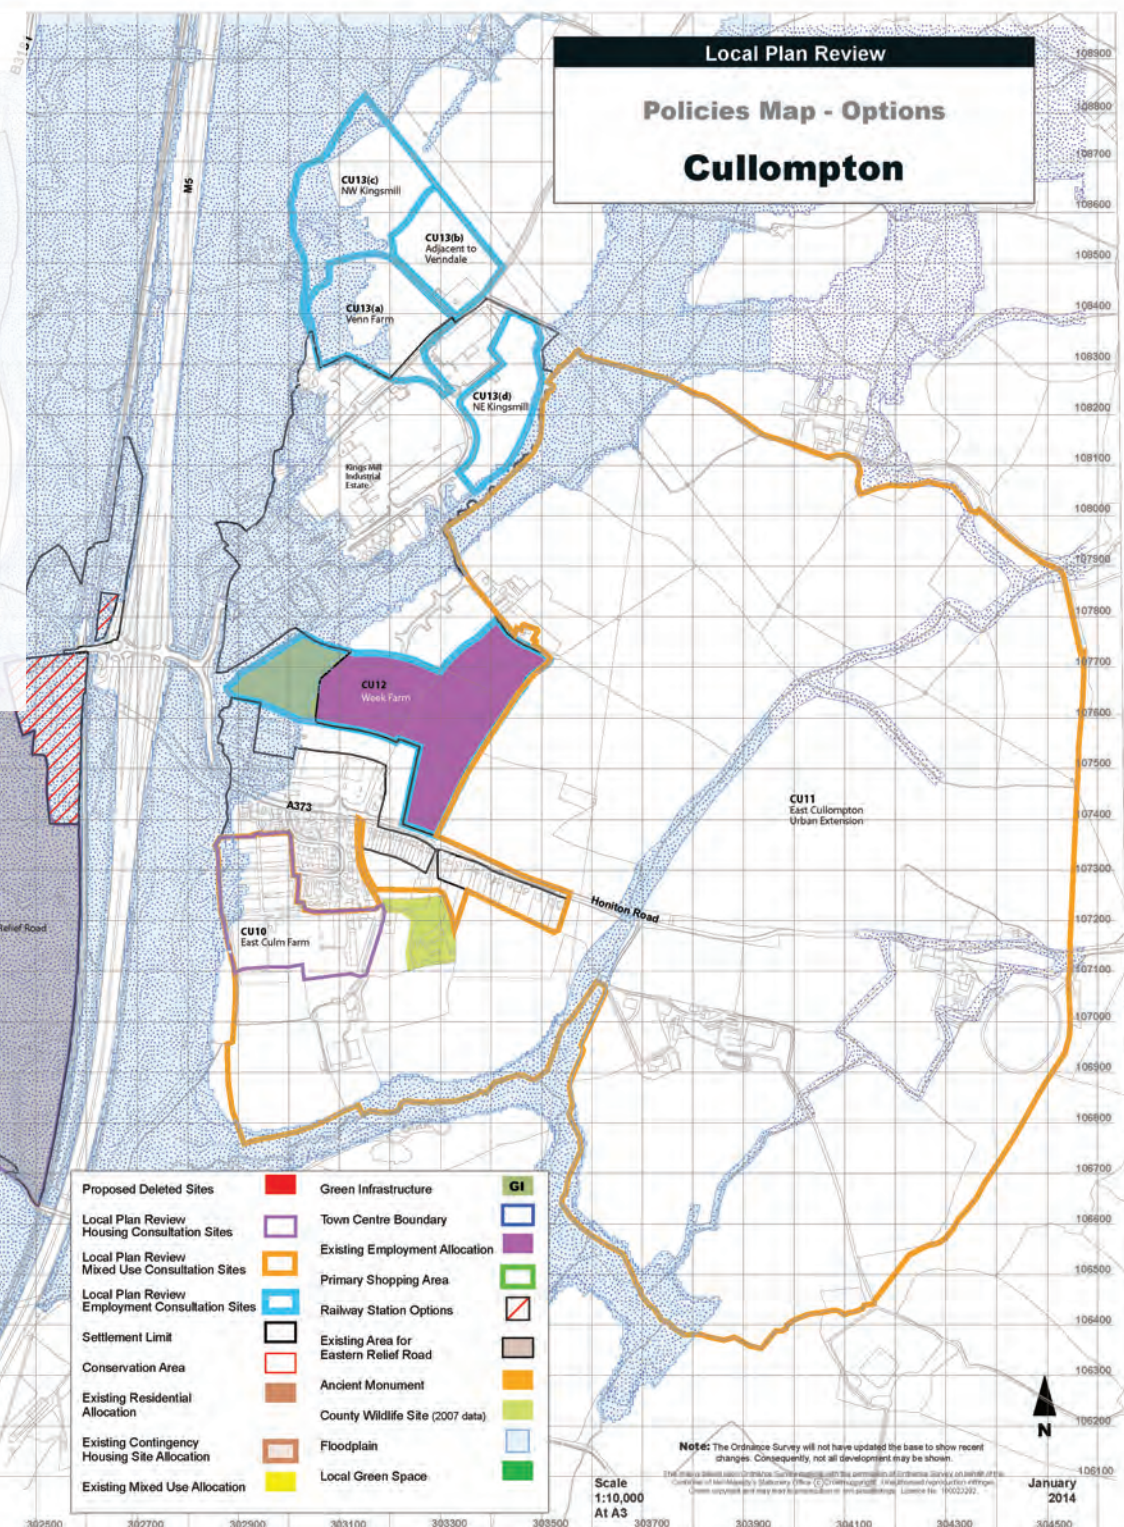 Local Plan Review
Policies Map - Options
Cullompton
M5
CU13(c)
NW Kingsmill
CU13(b)
Adjacent to
Venndale
CU13(a)
Venn Farm
CU13(d)
NE Kingsmill
Kings Mill
Industrial
Estate
CU12
Week Farm
CU11
East Cullompton
Urban Extension
A373
Honiton Road
CU10
East Culm Farm
Relief Road
108900
108800
108700
108600
108500
108400
108300
108200
108100
108000
107900
107800
107700
107600
107500
107400
107300
107200
107100
107000
106900
106800
106700
106600
106500
106400
106300
106200
106100
Proposed Deleted Sites
Local Plan Review
Housing Consultation Sites
Local Plan Review
Mixed Use Consultation Sites
Local Plan Review
Employment Consultation Sites
Settlement Limit
Conservation Area
Existing Residential
Allocation
Existing Contingency
Housing Site Allocation
Existing Mixed Use Allocation
Green Infrastructure
GI
Town Centre Boundary
Existing Employment Allocation
Primary Shopping Area
Railway Station Options
Existing Area for
Eastern Relief Road
Ancient Monument
County Wildlife Site (2007 data)
Floodplain
Local Green Space
N
Note: The Ordnance Survey will not have updated the base to show recent
changes. Consequently, not all development may be shown.
Scale
1:10,000
At A3
January
2014
302500 302700 302900 303100 303300 303500 303700 303900 304100 304300 304500